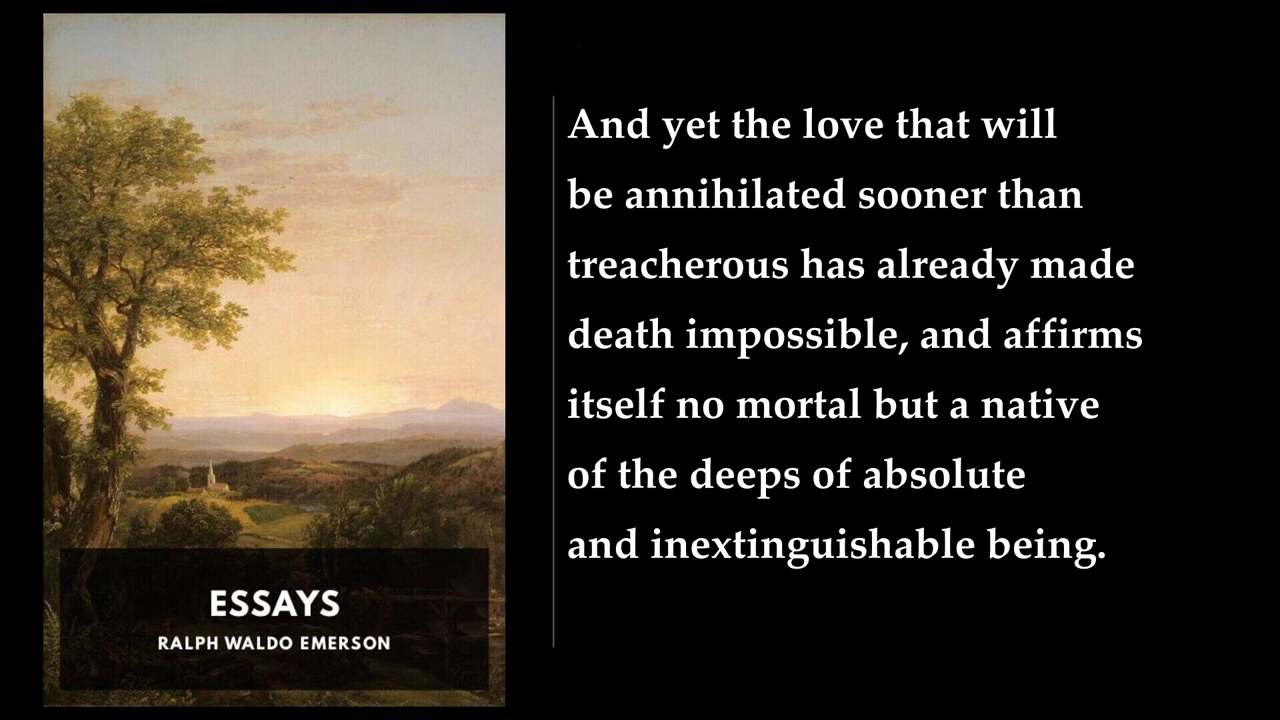 ESSAYS
RALPH WALDO EMERSON
And yet the love that will
be annihilated sooner than
treacherous has already made
death impossible, and affirms
itself no mortal but a native
of the deeps of absolute
and inextinguishable being.